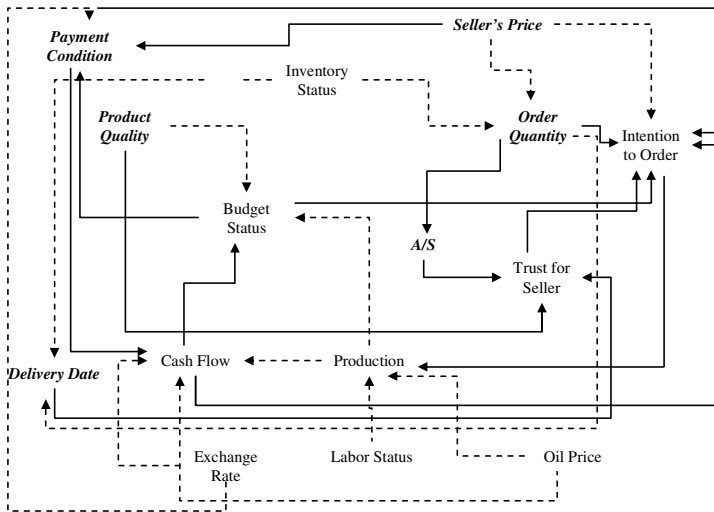 Seller's Price
Payment
Condition
Inventory
Status
Product
Quality
Order
Quantity
Intention
to Order
Budget
Status
A/S
Trust for
Seller
Cash Flow
Production
Delivery Date
Exchange
Rate
Labor Status
Oil Price